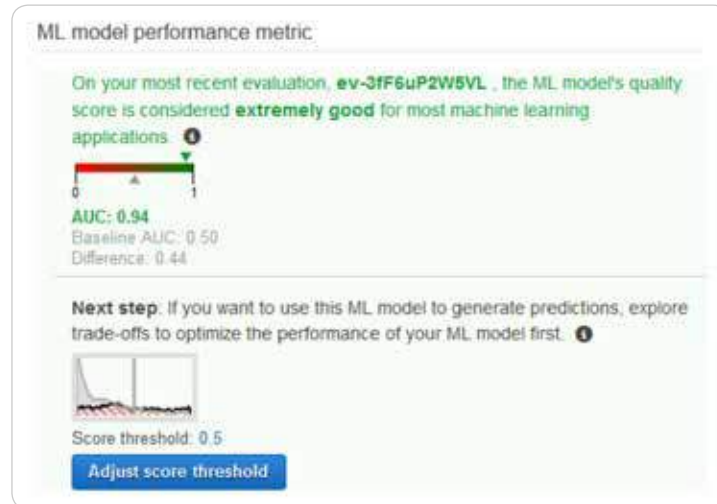 ML model performance metric
On your most recent evaluation, ev-3fF6uP2W5VL , the ML model's quality
score is considered extremely good for most machine learning
applications.
0 1
AUC: 0.94
Baseline AUC: 0.50
Difference: 0.44
Next step: If you want to use this ML model to generate predictions, explore
trade-offs to optimize the performance of your ML model first.
Score threshold: 0.5
Adjust score threshold